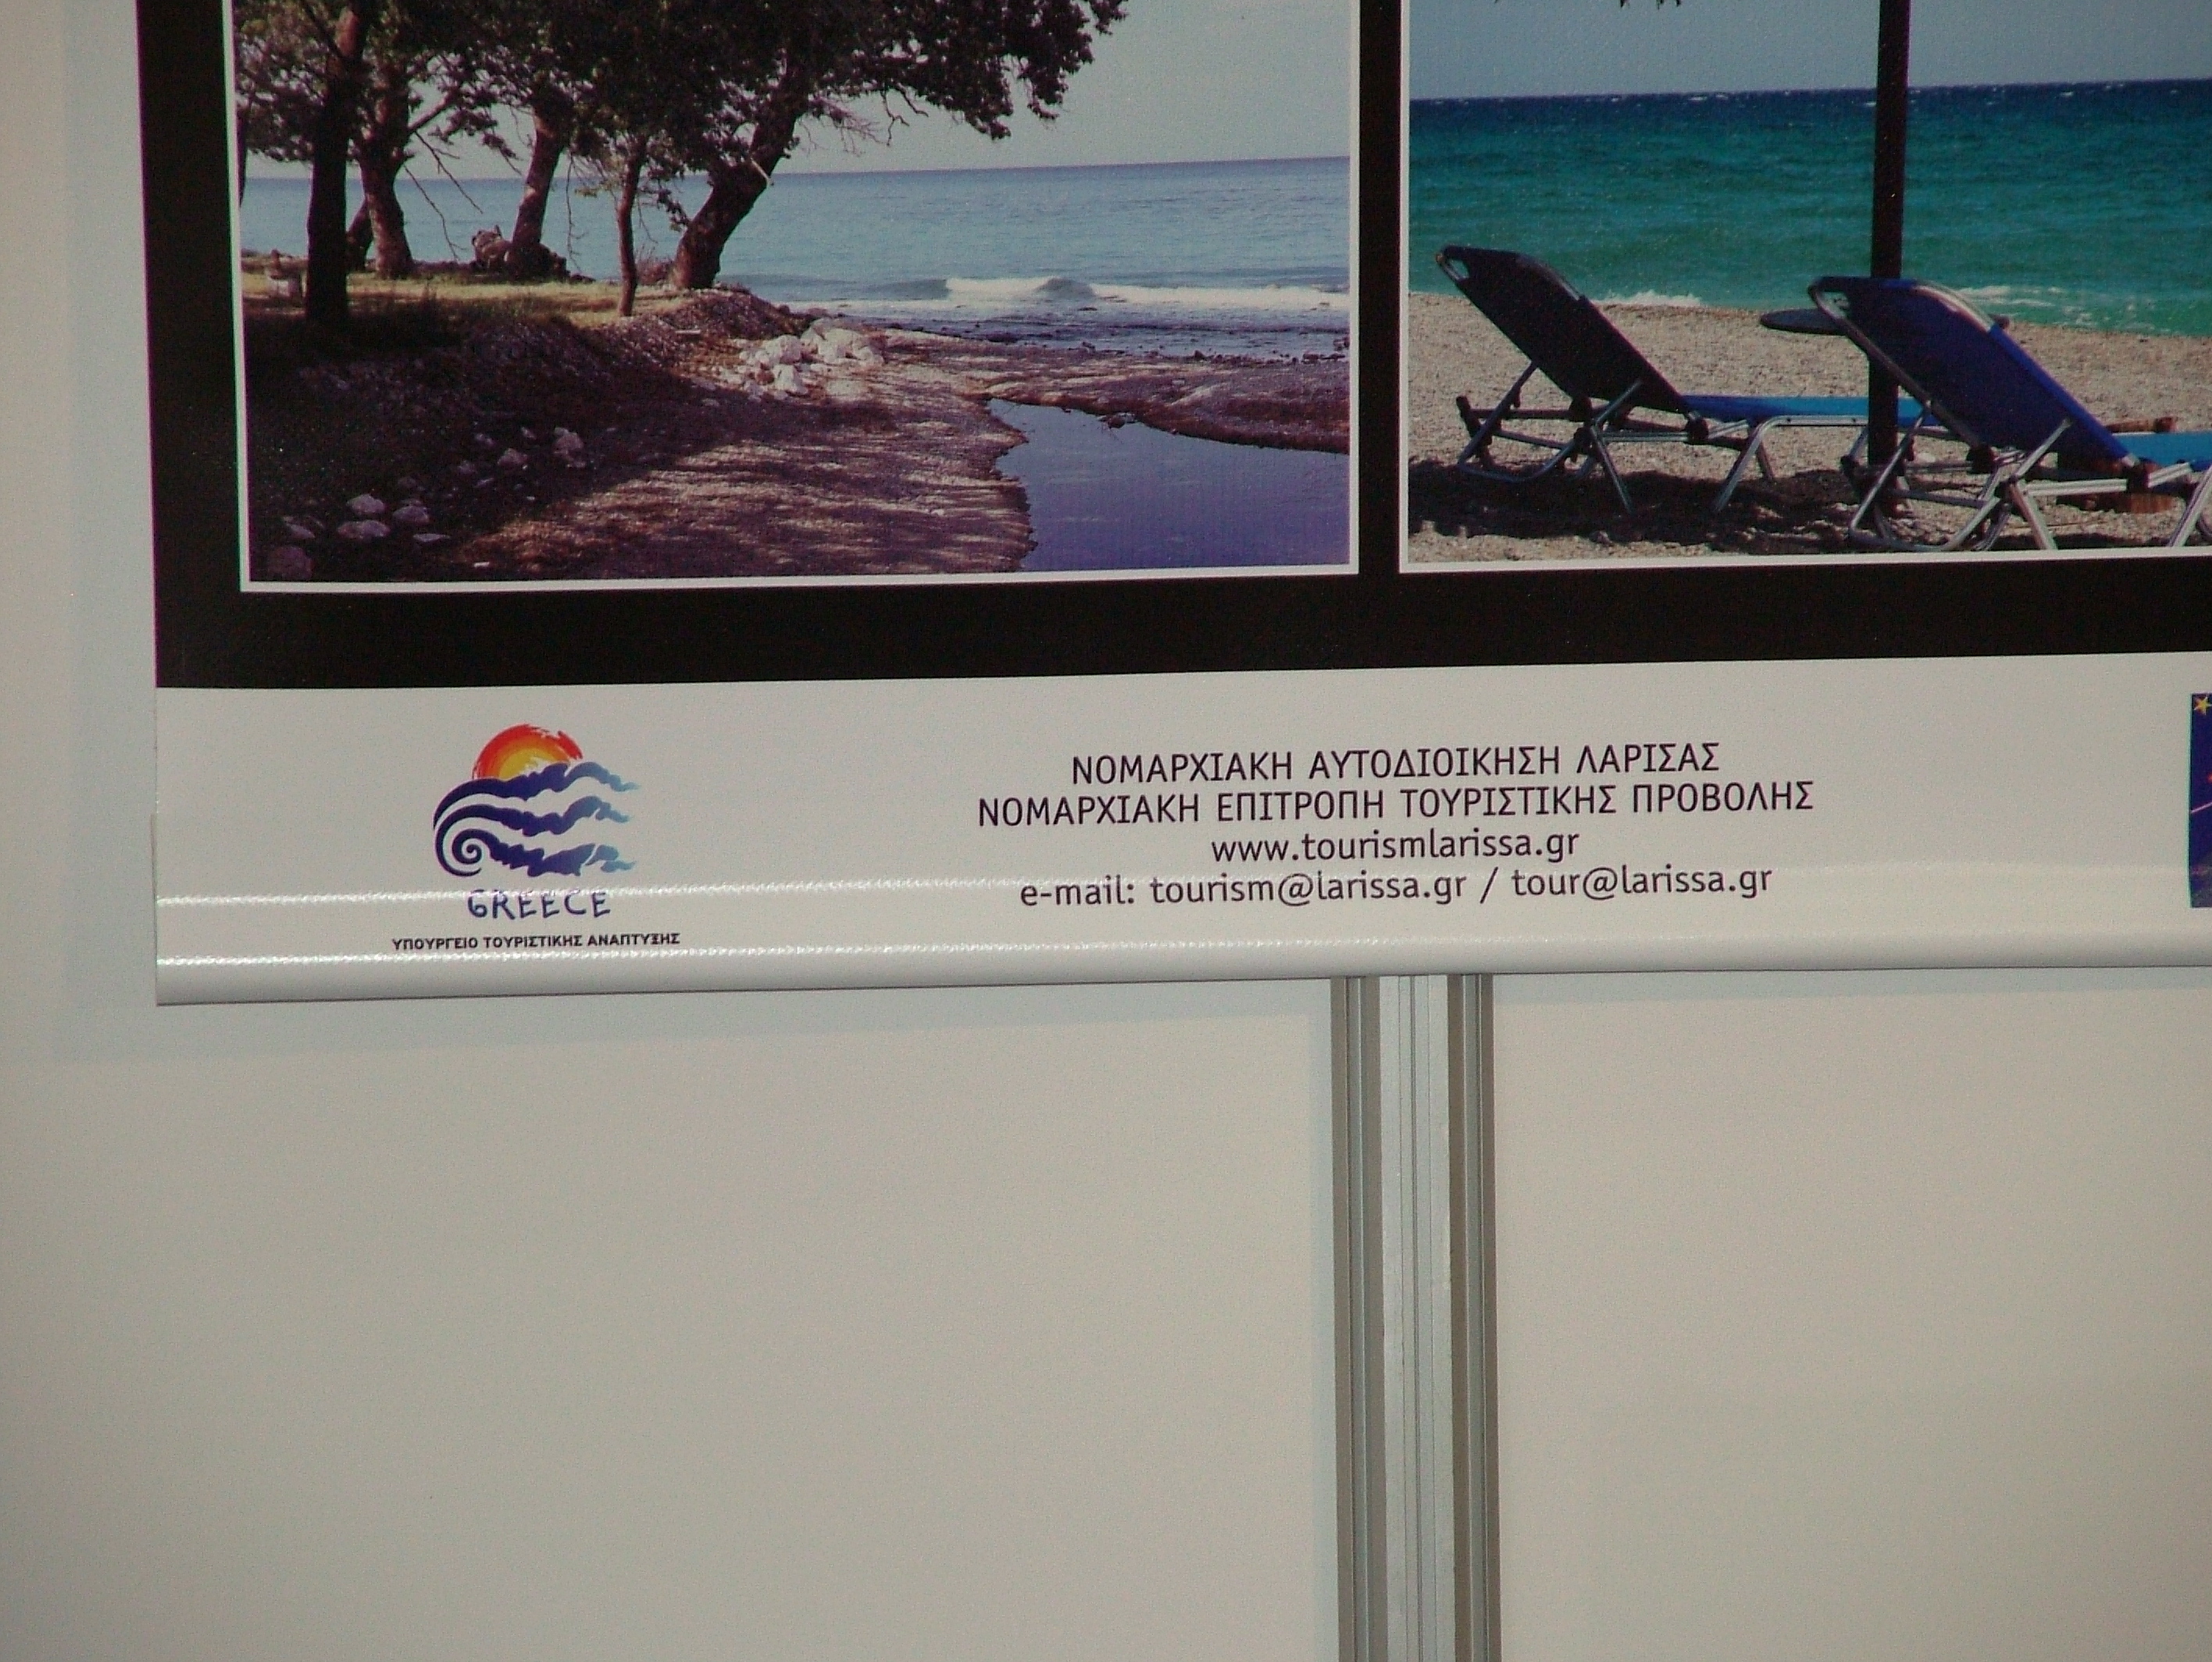 ΝΟΜΑΡΧΙΑΚΗ ΑΥΤΟΔΙΟΙΚΗΣΗ ΛΑΡΙΣΑΣ
ΝΟΜΑΡΧΙΑΚΗ ΕΠΙΤΡΟΠΗ ΤΟΥΡΙΣΤΙΚΗΣ ΠΡΟΒΟΛΗΣ
www.tourismlarissa.gr
e-mail: tourism@larissa.gr / tour@larissa.gr
GREECE
ΥΠΟΥΡΓΕΙΟ ΤΟΥΡΙΣΤΙΚΗΣ ΑΝΑΠΤΥΞΗΣ